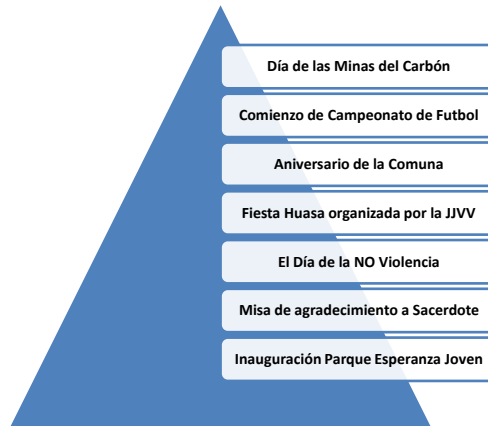 Día de las Minas del Carbón
Comienzo de Campeonato de Futbol
Aniversario de la Comuna
Fiesta Huasa organizada por la JJVV
El Día de la NO Violencia
Misa de agradecimiento a Sacerdote
Inauguración Parque Esperanza Joven